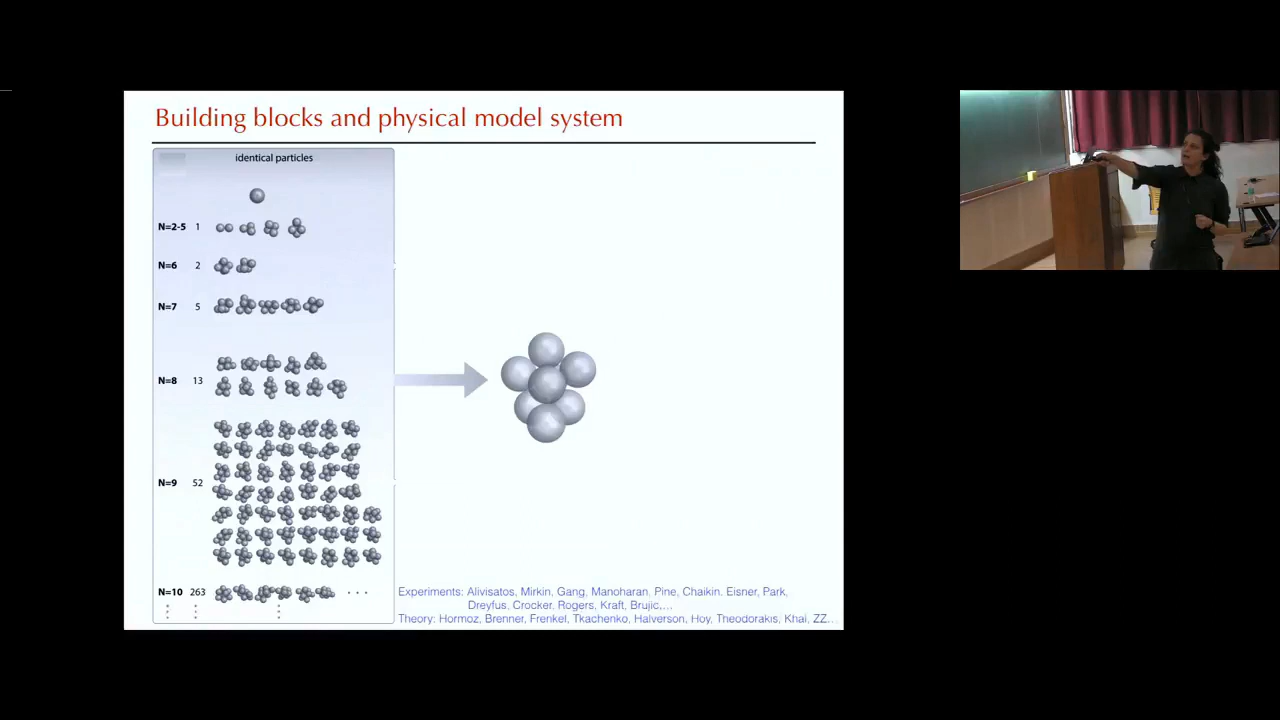 Building blocks and physical model system
identical particles
N=2-5 1
N=6 2
N=7 5
N=8 13
N=9 52
N=10 263 . . .
Experiments: Alivisatos, Mirkin, Gang, Manoharan. Pine, Chaikin. Eisner, Park,
Dreyfus, Crocker. Rogers, Kraft, Brujic,...
Theory: Hormoz, Brenner, Frenkel, Tkachenko, Halverson, Hoy, Theodorakis, Khai, ZZ...